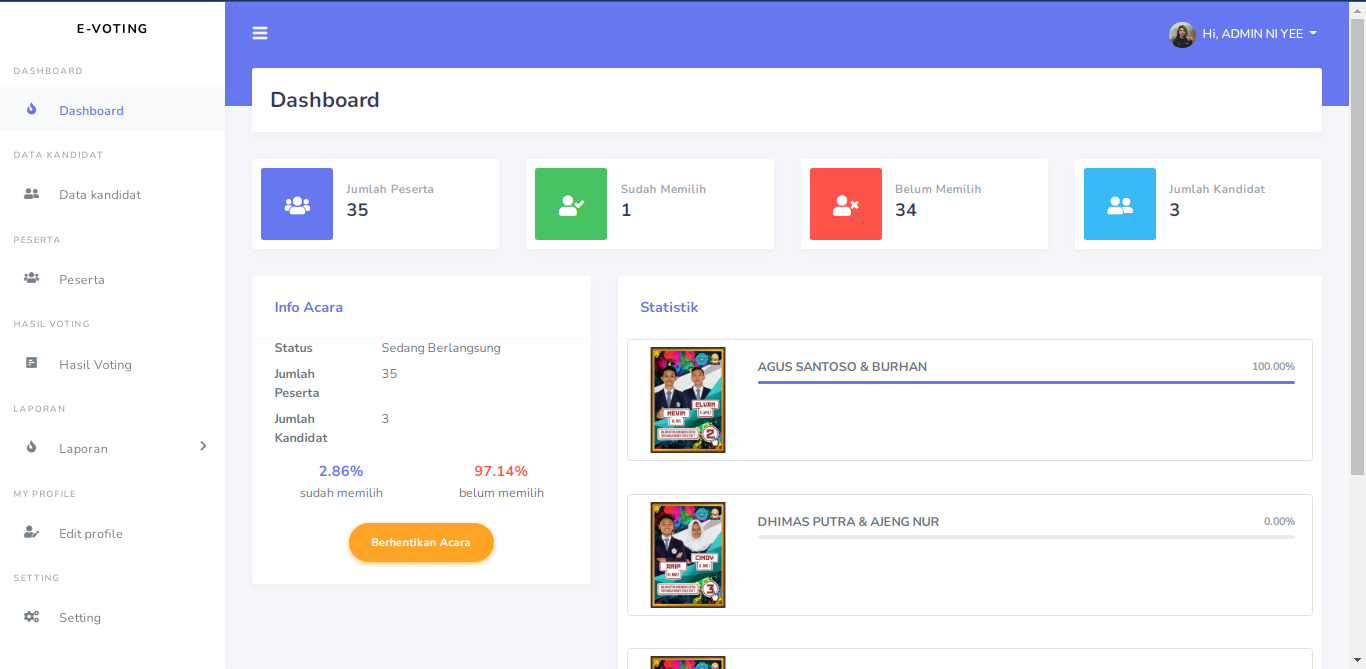 E-VOTING
Hi, ADMIN NI YEE
DASHBOARD
Dashboard
DATA KANDIDAT
Data kandidat
PESERTA
Peserta
HASIL VOTING
Hasil Voting
LAPORAN
Laporan
MY PROFILE
Edit profile
SETTING
Setting
Dashboard
Jumlah Peserta
35
Sudah Memilih
1
Belum Memilih
34
Jumlah Kandidat
3
Info Acara
Status Sedang Berlangsung
Jumlah 35
Peserta
Jumlah 3
Kandidat
2.86% 97.14%
sudah memilih belum memilih
Berhentikan Acara
Statistik
AGUS SANTOSO & BURHAN 100.00%
KEVIN
ELVAN
2
DHIMAS PUTRA & AJENG NUR 0.00%
CINDY
ARIP
3